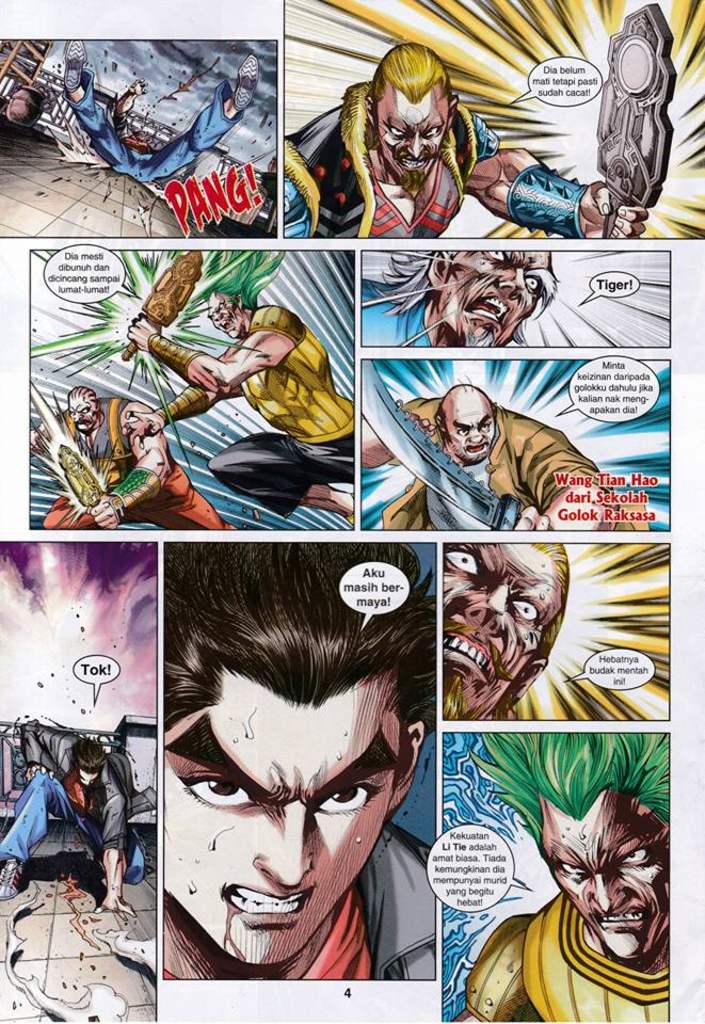 PANG!
Dia belum
mati tetapi pasti
sudah cacat!
Dia mesti
dibunuh dan
dicincang sampai
lumat-lumat!
Tiger!
Minta
keizinan daripada
golokku dahulu jika
kalian nak meng-
apakan dia!
Wang Tian Hao
dari Sekolah
Golok Raksasa
Tok!
Aku
masih ber-
maya!
Hebatnya
budak mentah
ini!
Kekuatan
Li Tie adalah
amat biasa. Tiada
kemungkinan dia
mempunyai murid
yang begitu
hebat!
4